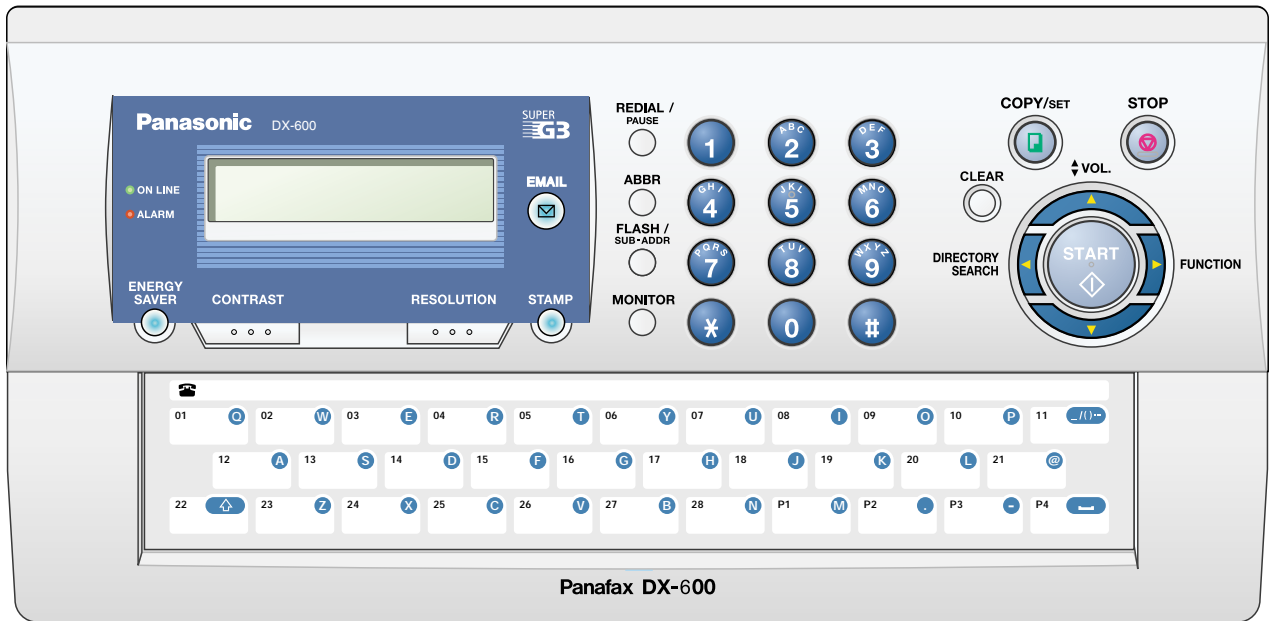 Panasonic DX-600
SUPER
G3
ON LINE
ALARM
EMAIL
ENERGY
SAVER
CONTRAST
RESOLUTION
STAMP
REDIAL /
PAUSE
ABBR
FLASH /
SUB-ADDR
MONITOR
1
ABC
2
DEF
3
GHI
4
JKL
5
MNO
6
PQRS
7
TUV
8
WXYZ
9
*
0
#
COPY/SET
STOP
CLEAR
VOL.
DIRECTORY
SEARCH
START
FUNCTION
01 Q 02 W 03 E 04 R 05 T 06 Y 07 U 08 I 09 O 10 P 11 _/()--
12 A 13 S 14 D 15 F 16 G 17 H 18 J 19 K 20 L 21 @
22 23 Z 24 X 25 C 26 V 27 B 28 N P1 M P2 . P3 - P4
Panafax DX-600